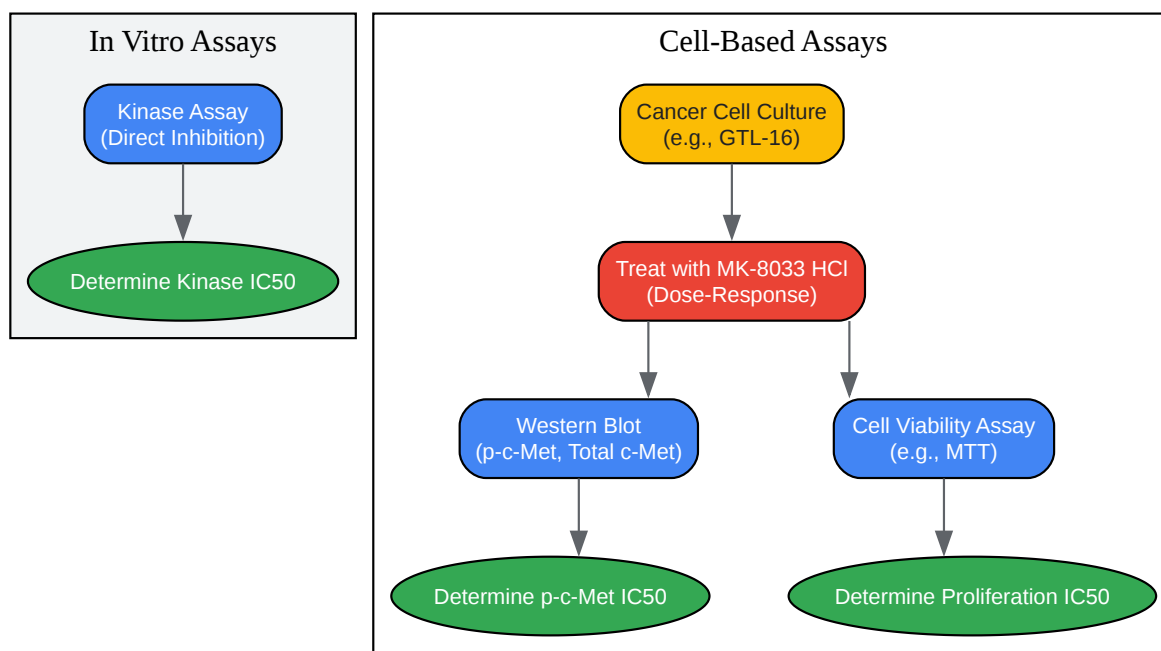 In Vitro Assays
Kinase Assay
(Direct Inhibition)
Determine Kinase IC50
Cell-Based Assays
Cancer Cell Culture
(e.g., GTL-16)
Treat with MK-8033 HCl
(Dose-Response)
Western Blot
(p-c-Met, Total c-Met)
Cell Viability Assay
(e.g., MTT)
Determine p-c-Met IC50
Determine Proliferation IC50